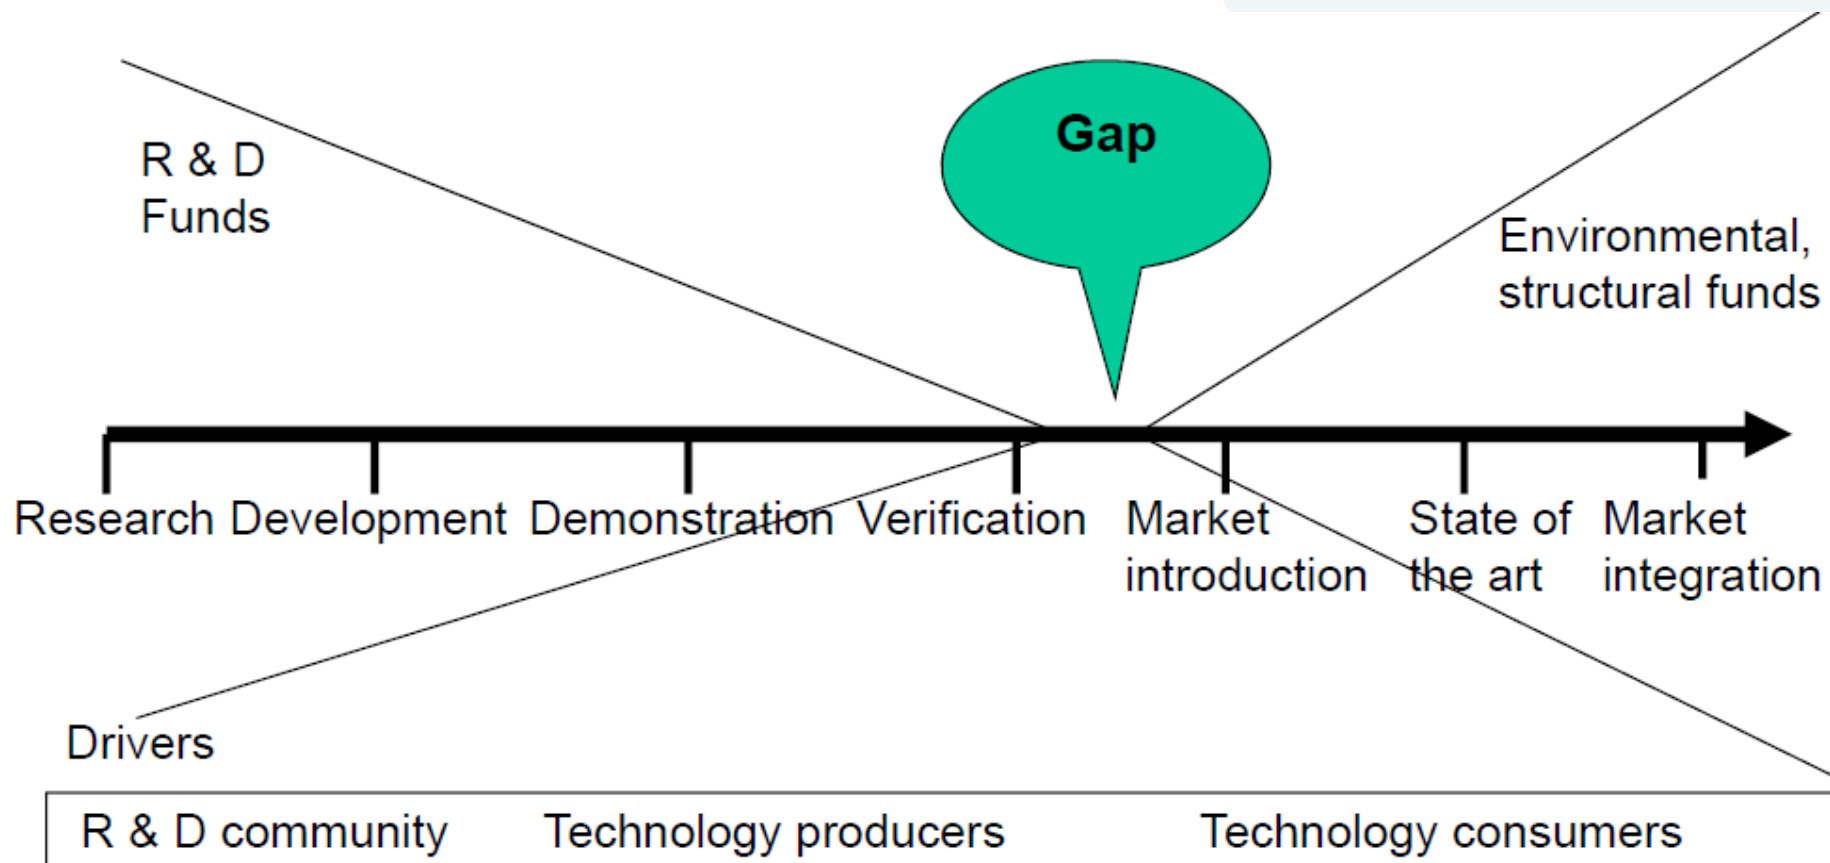 Gap
R & D
Funds
Environmental,
structural funds
Research Development Demonstration Verification Market State of Market
introduction the art integration
Drivers
R & D community Technology producers Technology consumers